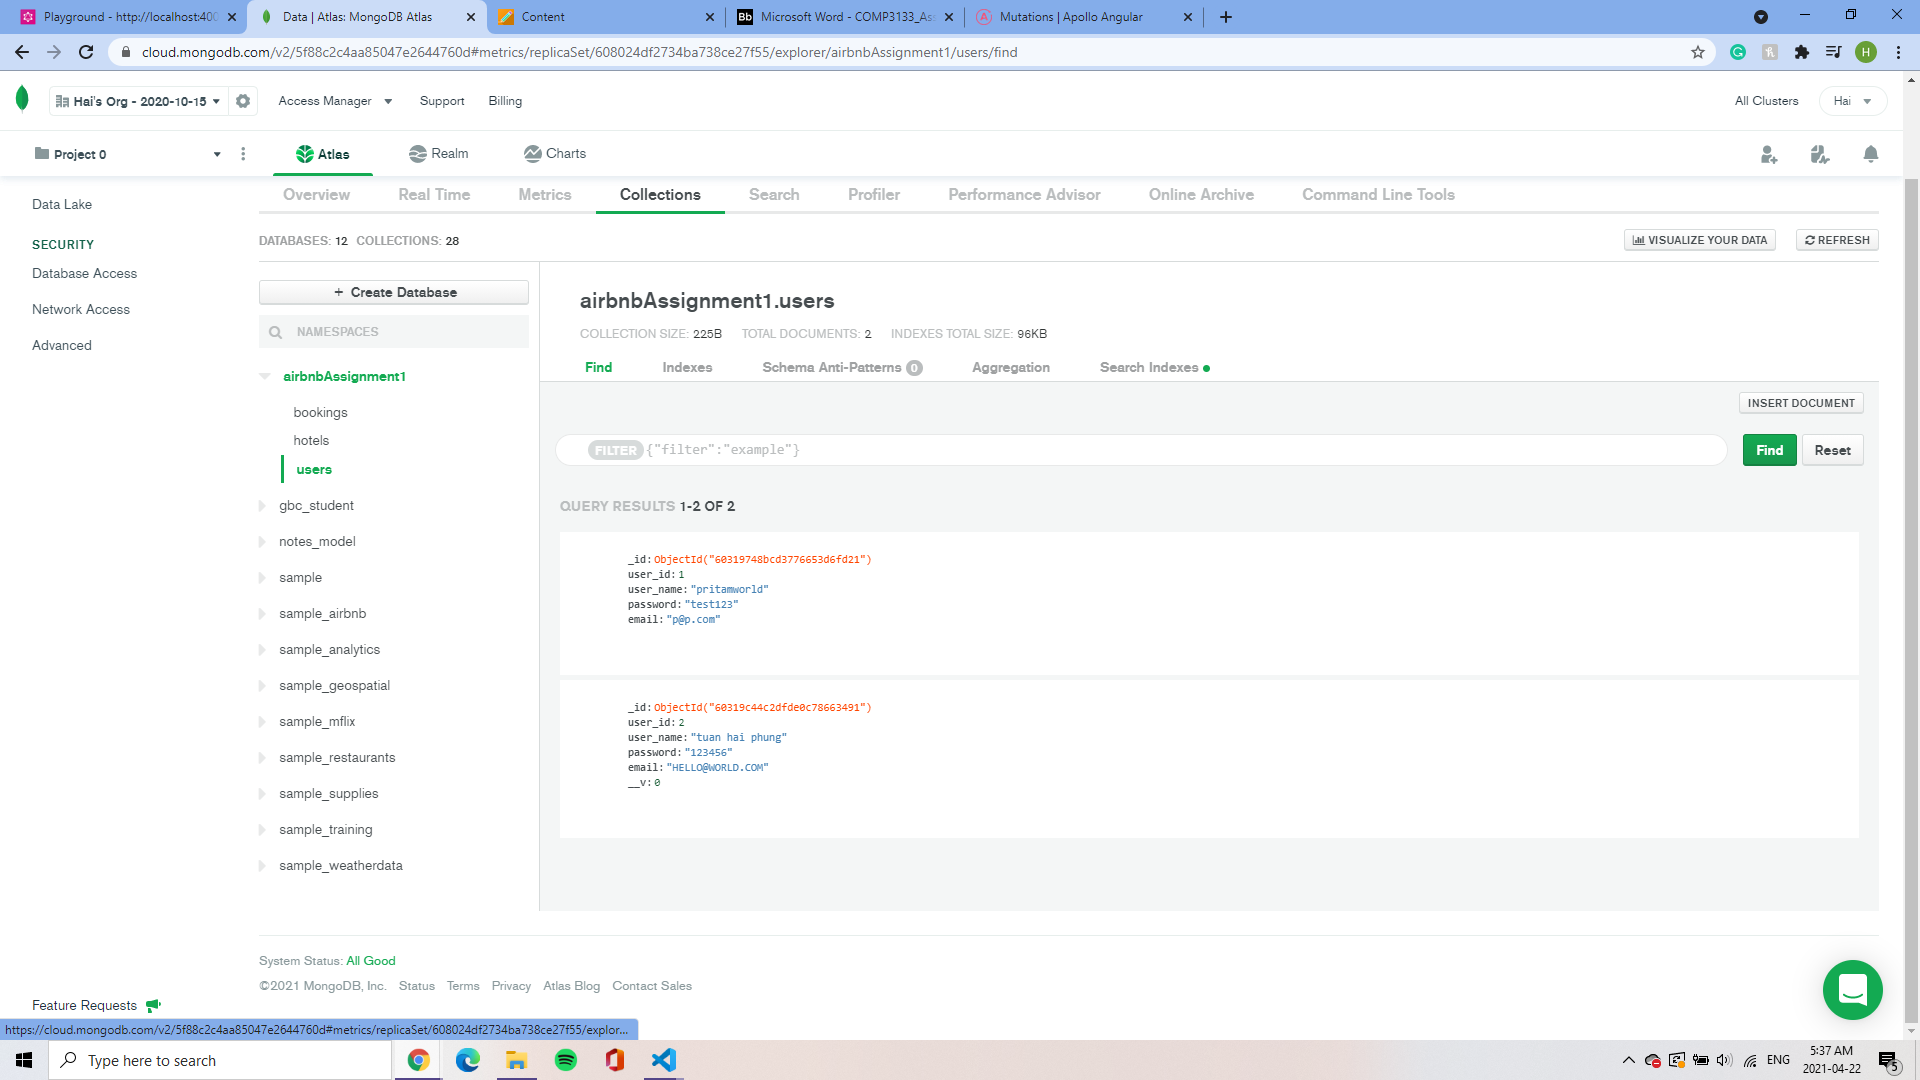 Playground - http://localhost:400
Data | Atlas: MongoDB Atlas
Content
Bb Microsoft Word - COMP3133_Ass
Mutations | Apollo Angular
cloud.mongodb.com/v2/5f88c2c4aa85047e2644760d#metrics/replicaSet/608024df2734ba738ce27f55/explorer/airbnbAssignment1/users/find
H
Hai's Org - 2020-10-15
Access Manager
Support
Billing
All Clusters
Hai
Project 0
Atlas
Realm
Charts
Overview
Real Time
Metrics
Collections
Search
Profiler
Performance Advisor
Online Archive
Command Line Tools
Data Lake
SECURITY
Database Access
Network Access
Advanced
DATABASES: 12 COLLECTIONS: 28
VISUALIZE YOUR DATA
REFRESH
+ Create Database
NAMESPACES
airbnbAssignment1
bookings
hotels
users
gbc_student
notes_model
sample
sample_airbnb
sample_analytics
sample_geospatial
sample_mflix
sample_restaurants
sample_supplies
sample_training
sample_weatherdata
airbnbAssignment1.users
COLLECTION SIZE: 225B TOTAL DOCUMENTS: 2 INDEXES TOTAL SIZE: 96KB
Find
Indexes
Schema Anti-Patterns 0
Aggregation
Search Indexes
INSERT DOCUMENT
FILTER {"filter":"example"}
Find
Reset
QUERY RESULTS 1-2 OF 2
_id: ObjectId("60319748bcd3776653d6fd21")
user_id: 1
user_name: "pritamworld"
password: "test123"
email: "p@p.com"
_id: ObjectId("60319c44c2dfde0c78663491")
user_id: 2
user_name: "tuan hai phung"
password: "123456"
email: "HELLO@WORLD.COM"
__v: 0
System Status: All Good
©2021 MongoDB, Inc. Status Terms Privacy Atlas Blog Contact Sales
Feature Requests
https://cloud.mongodb.com/v2/5f88c2c4aa85047e2644760d#metrics/replicaSet/608024df2734ba738ce27f55/explor...
Type here to search
ENG
5:37 AM
2021-04-22
5